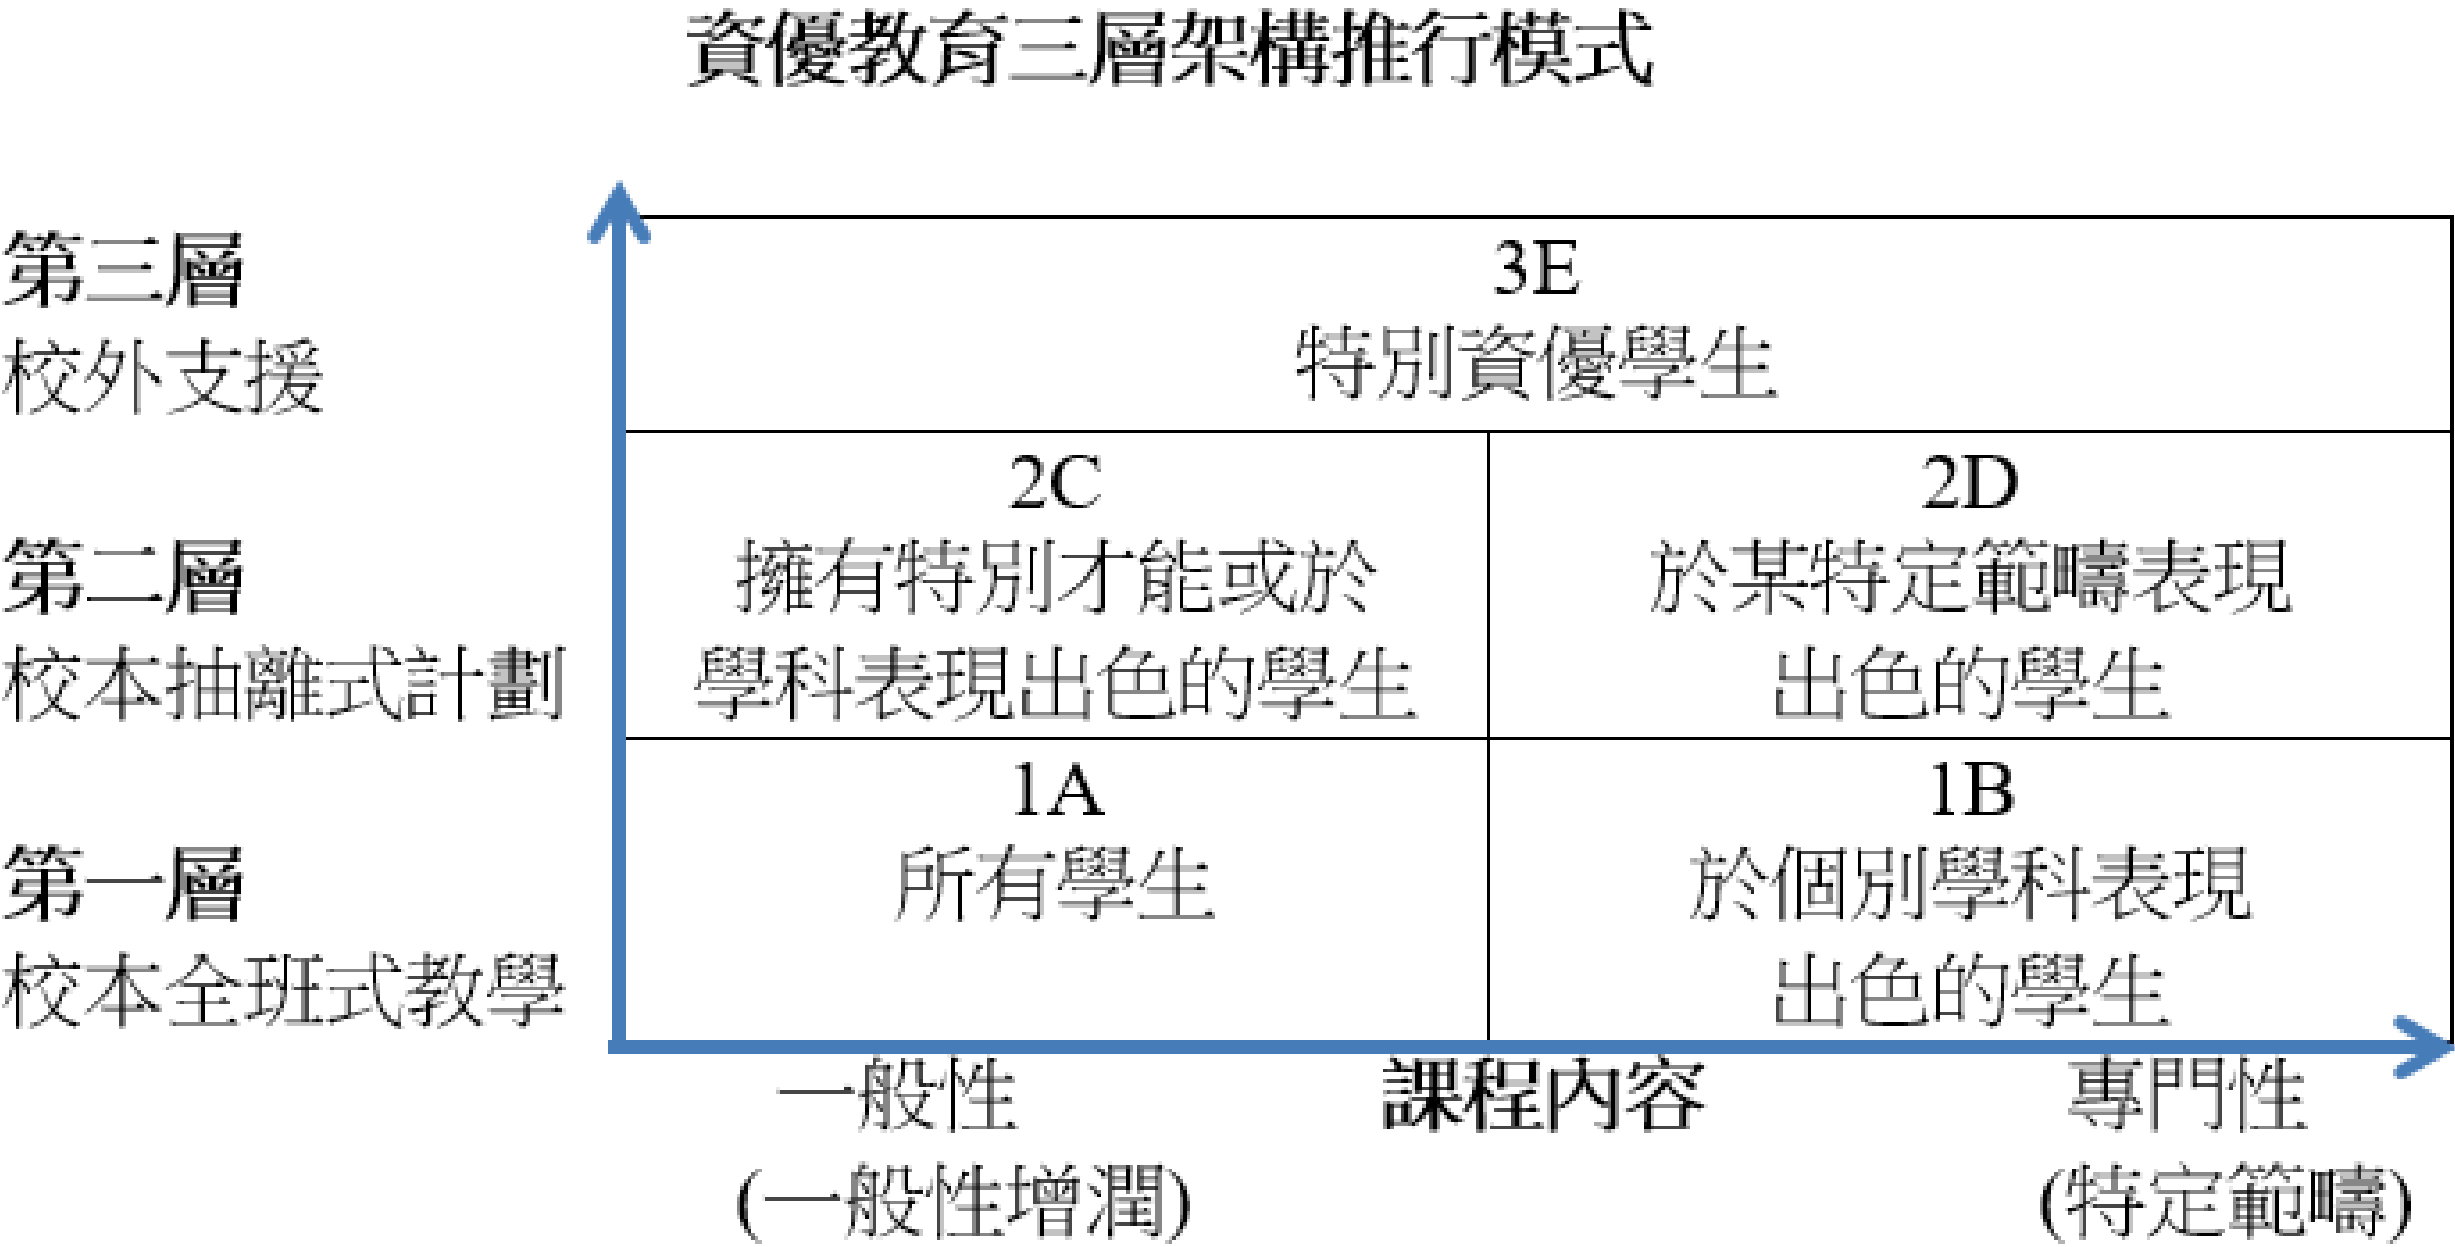 資優教育三層架構推行模式
第三層
校外支援
3E
特別資優學生
第二層
校本抽離式計劃
2C
擁有特別才能或於
學科表現出色的學生
2D
於某特定範疇表現
出色的學生
第一層
校本全班式教學
1A
所有學生
1B
於個別學科表現
出色的學生
一般性
(一般性增潤)
課程內容
專門性
(特定範疇)